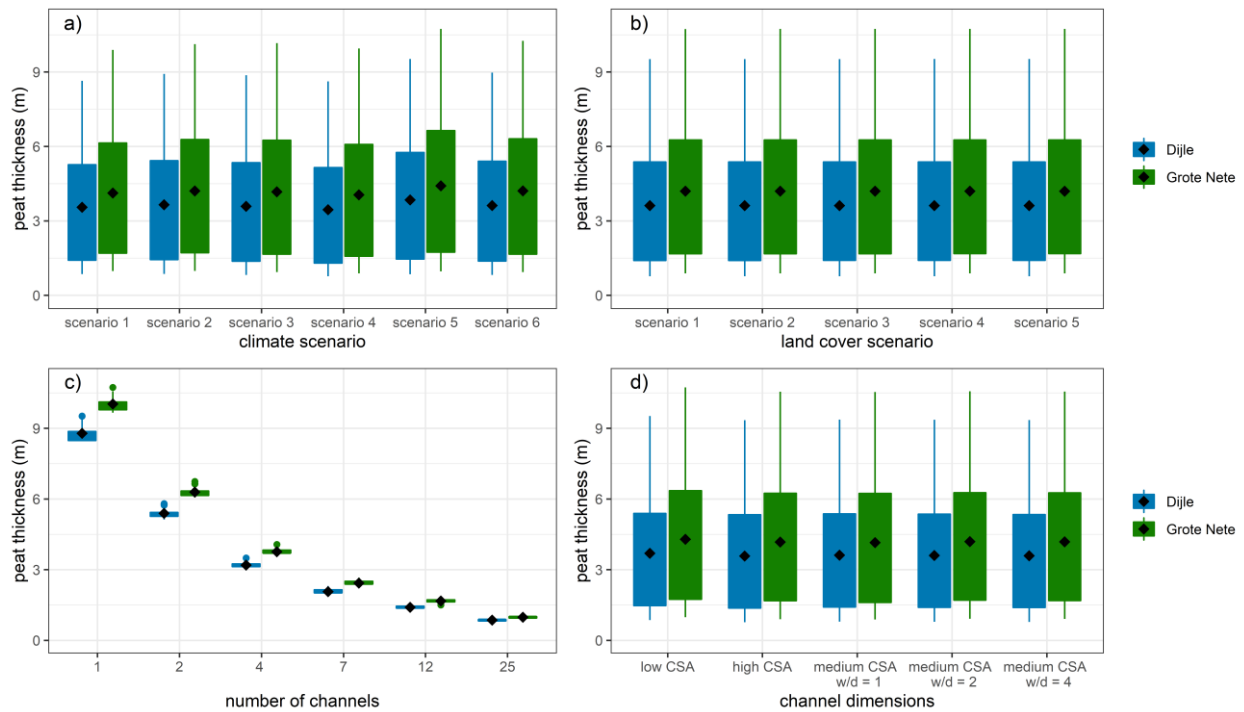 a)
peat thickness (m)
9
6
3
0
scenario 1 scenario 2 scenario 3 scenario 4 scenario 5 scenario 6
climate scenario
b)
peat thickness (m)
9
6
3
0
scenario 1 scenario 2 scenario 3 scenario 4 scenario 5
land cover scenario
Dijle
Grote Nete
c)
peat thickness (m)
9
6
3
0
1 2 4 7 12 25
number of channels
d)
peat thickness (m)
9
6
3
0
low CSA high CSA medium CSA medium CSA medium CSA
w/d = 1 w/d = 2 w/d = 4
channel dimensions
Dijle
Grote Nete